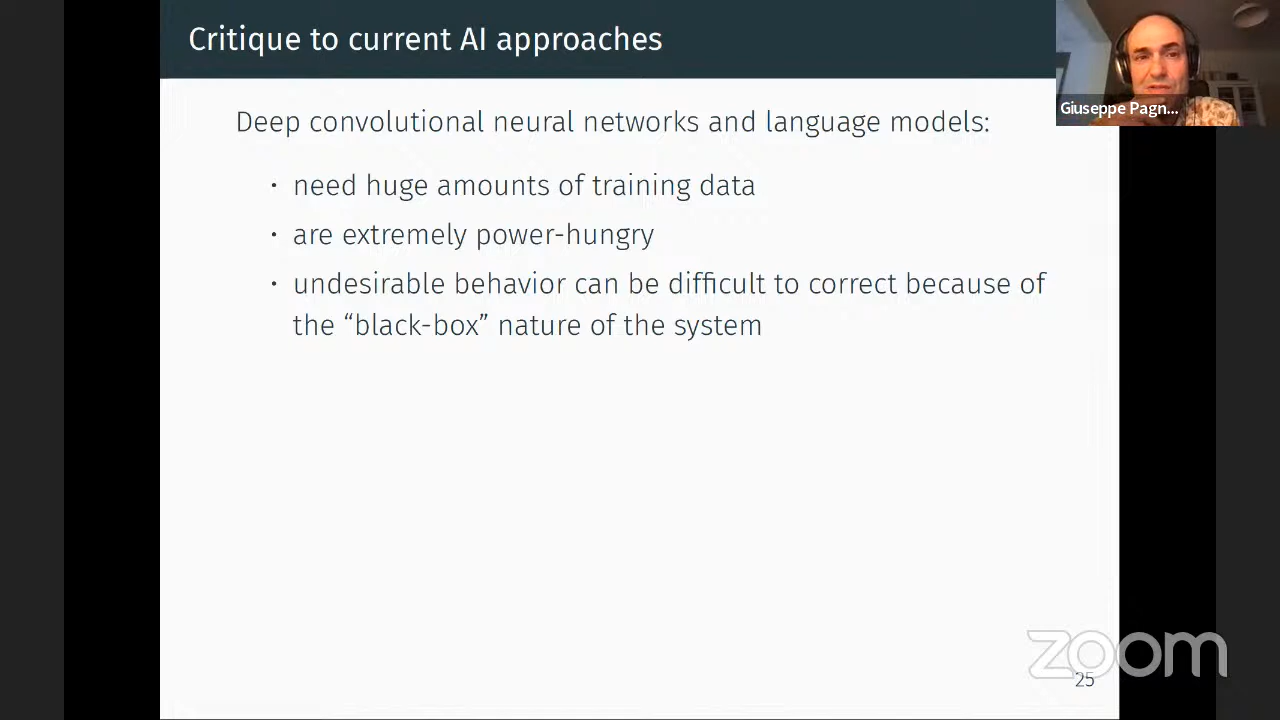 Critique to current AI approaches
Giuseppe Pagn...
Deep convolutional neural networks and language models:
• need huge amounts of training data
• are extremely power-hungry
• undesirable behavior can be difficult to correct because of
the “black-box” nature of the system
zoom
25